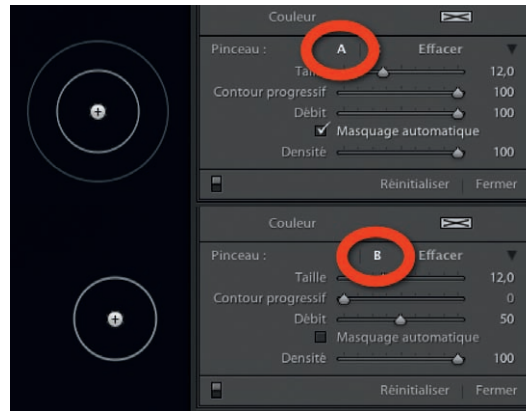 Couleur
Pinceau : A Effacer
12,0
Contour progressif 100
Débit 100
Masquage automatique
Densité 100
Réinitialiser | Fermer
Couleur
Pinceau : B Effacer
Taille 12,0
Contour progressif 0
Débit 50
Masquage automatique
Densité 100
Réinitialiser | Fermer